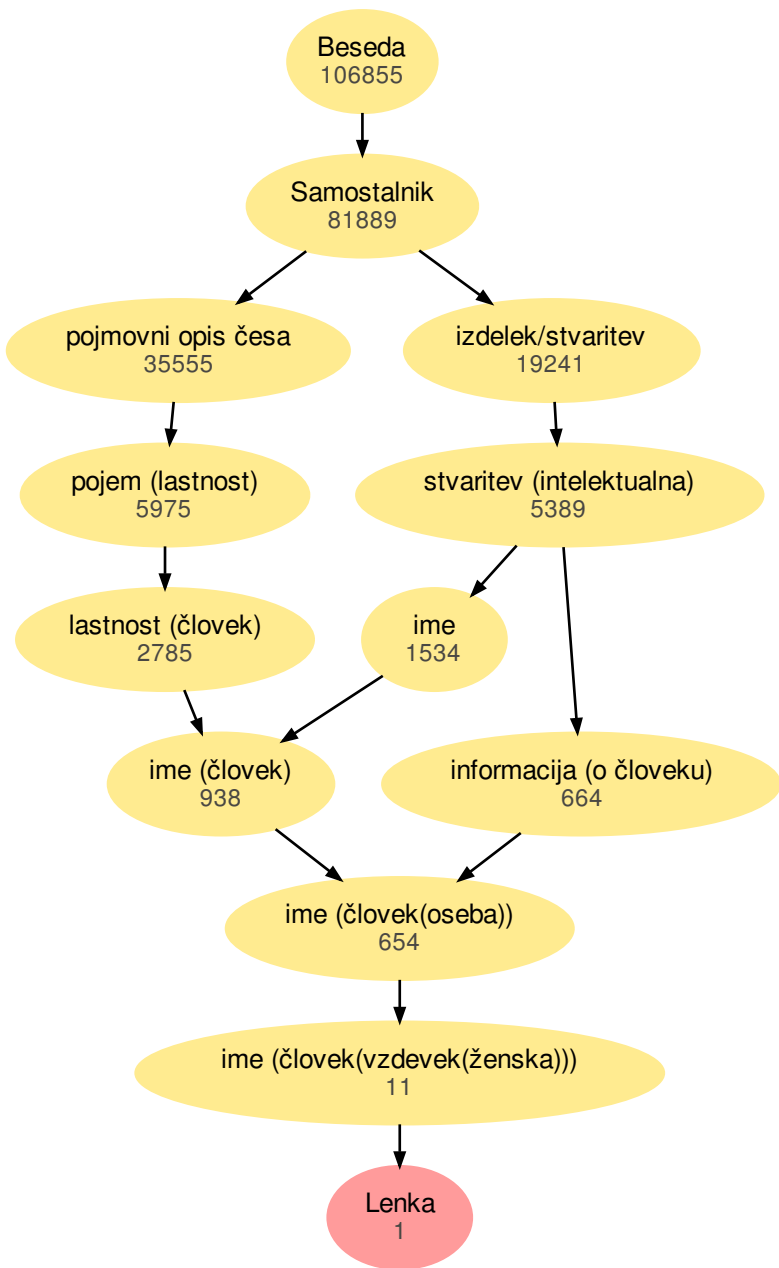 Beseda
106855
Samostalnik
81889
pojmovni opis česa
35555
izdelek/stvaritev
19241
pojem (lastnost)
5975
stvaritev (intelektualna)
5389
lastnost (človek)
2785
ime
1534
ime (človek)
938
informacija (o človeku)
664
ime (človek(oseba))
654
ime (človek(vzdevek(ženska)))
11
Lenka
1